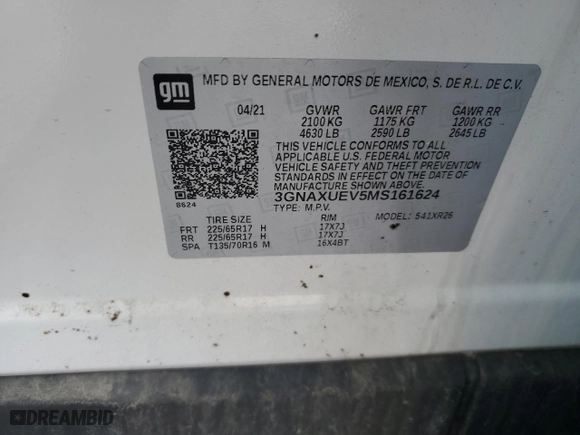 gm MFD BY GENERAL MOTORS DE MEXICO, S. DE R.L. DE C.V.
04/21 GVWR GAWR FRT GAWR RR
2100 KG 1175 KG 1200 KG
4630 LB 2590 LB 2645 LB
THIS VEHICLE CONFORMS TO ALL
APPLICABLE U.S. FEDERAL MOTOR
VEHICLE SAFETY AND THEFT PREVENTION
STANDARDS IN EFFECT ON THE DATE OF
MANUFACTURE SHOWN ABOVE.
3GNAXUEV5MS161624
8624
TYPE: M.P.V. MODEL: 541XR26
TIRE SIZE RIM
FRT 225/65R17 H 17X7J
RR 225/65R17 H 17X7J
SPA T135/70R16 M 16X4BT
DREAMBID